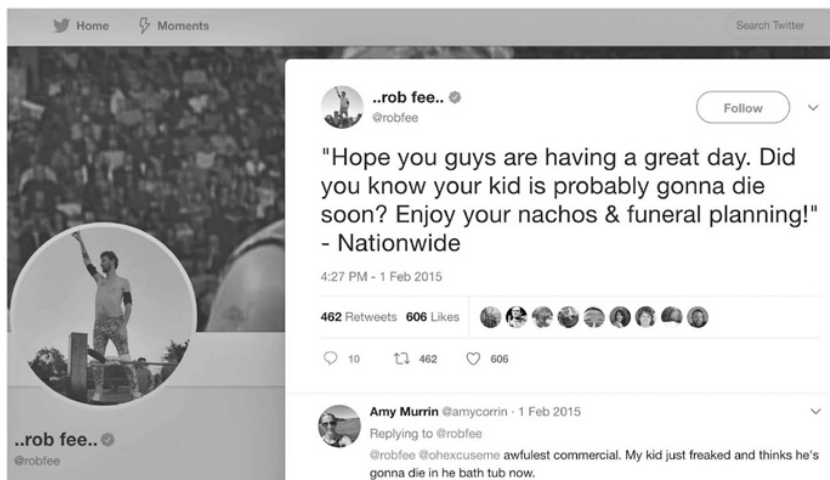 Home
Moments
Search Twitter
..rob fee..
@robfee
Follow
"Hope you guys are having a great day. Did
you know your kid is probably gonna die
soon? Enjoy your nachos & funeral planning!"
- Nationwide
4:27 PM - 1 Feb 2015
462 Retweets 606 Likes
10 462 606
Amy Murrin @amycorrin · 1 Feb 2015
Replying to @robfee
@robfee @ohexcuseme awfulest commercial. My kid just freaked and thinks he's
gonna die in he bath tub now.
..rob fee..
@robfee